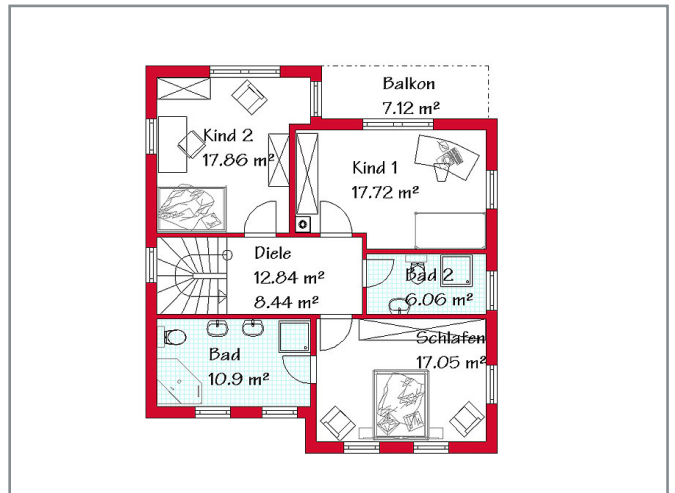 Balkon
7.12 m²
Kind 2
17.86 m²
Kind 1
17.72 m²
Diele
12.84 m²
8.44 m²
Bad 2
6.06 m²
Schlafen
17.05 m²
Bad
10.9 m²